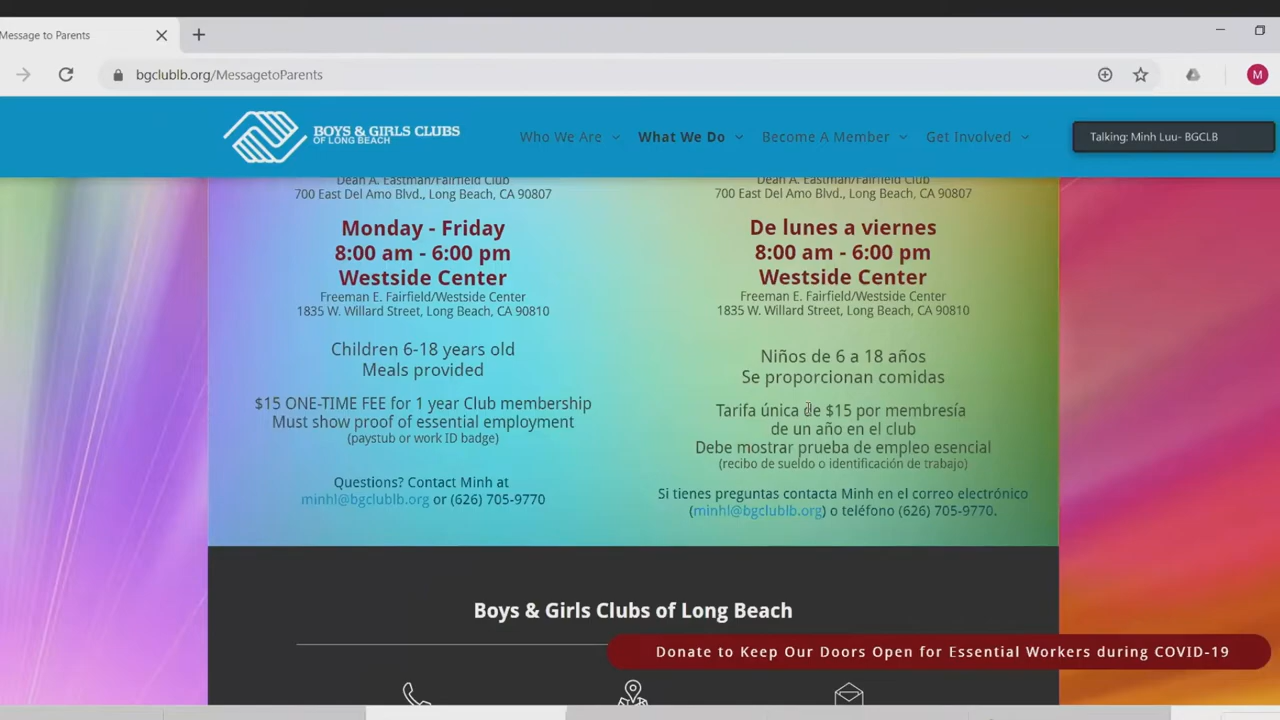 Message to Parents
bgclublb.org/MessagetoParents
M
BOYS & GIRLS CLUBS
OF LONG BEACH
Who We Are
What We Do
Become A Member
Get Involved
Talking: Minh Luu- BGCLB
Dean A. Eastman/Fairfield Club
700 East Del Amo Blvd., Long Beach, CA 90807
Monday - Friday
8:00 am - 6:00 pm
Westside Center
Freeman E. Fairfield/Westside Center
1835 W. Willard Street, Long Beach, CA 90810
Children 6-18 years old
Meals provided
$15 ONE-TIME FEE for 1 year Club membership
Must show proof of essential employment
(paystub or work ID badge)
Questions? Contact Minh at
minhl@bgclublb.org or (626) 705-9770
Dean A. Eastman/Fairfield Club
700 East Del Amo Blvd., Long Beach, CA 90807
De lunes a viernes
8:00 am - 6:00 pm
Westside Center
Freeman E. Fairfield/Westside Center
1835 W. Willard Street, Long Beach, CA 90810
Niños de 6 a 18 años
Se proporcionan comidas
Tarifa única de $15 por membresía
de un año en el club
Debe mostrar prueba de empleo esencial
(recibo de sueldo o identificación de trabajo)
Si tienes preguntas contacta Minh en el correo electrónico
(minhl@bgclublb.org) o teléfono (626) 705-9770.
Boys & Girls Clubs of Long Beach
Donate to Keep Our Doors Open for Essential Workers during COVID-19